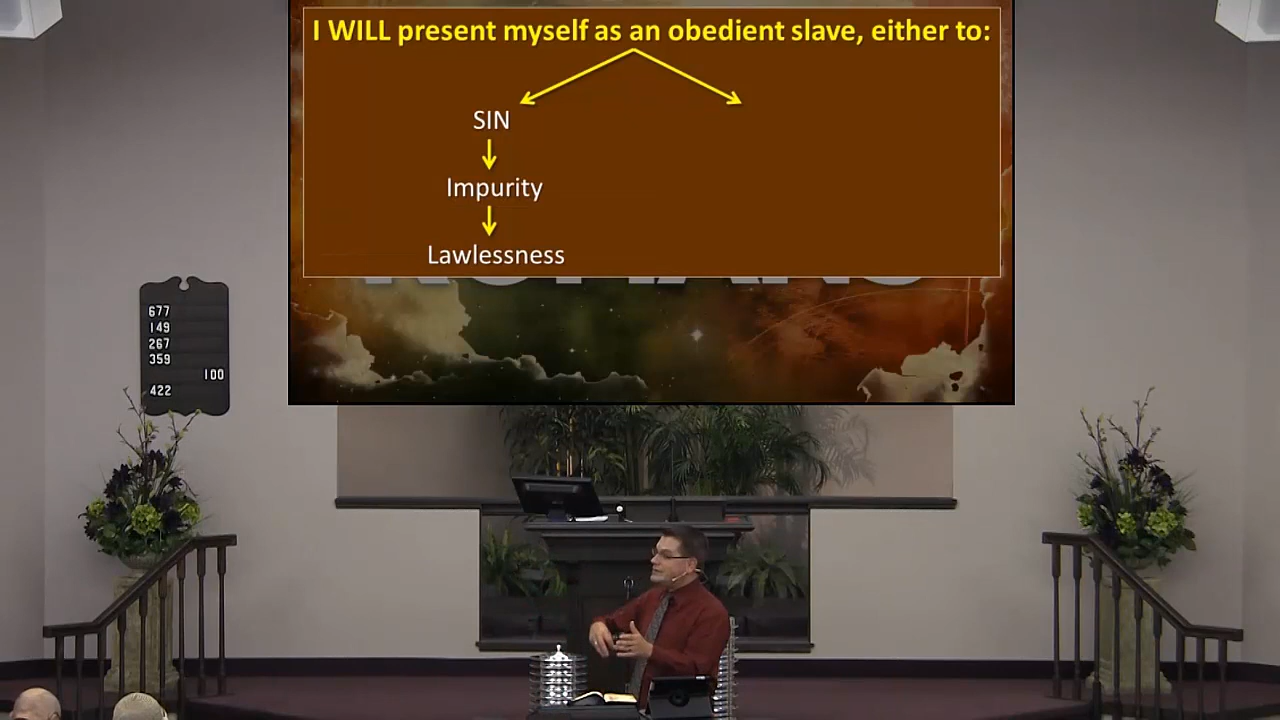 I WILL present myself as an obedient slave, either to:
SIN
Impurity
Lawlessness
677
149
267
359
100
422